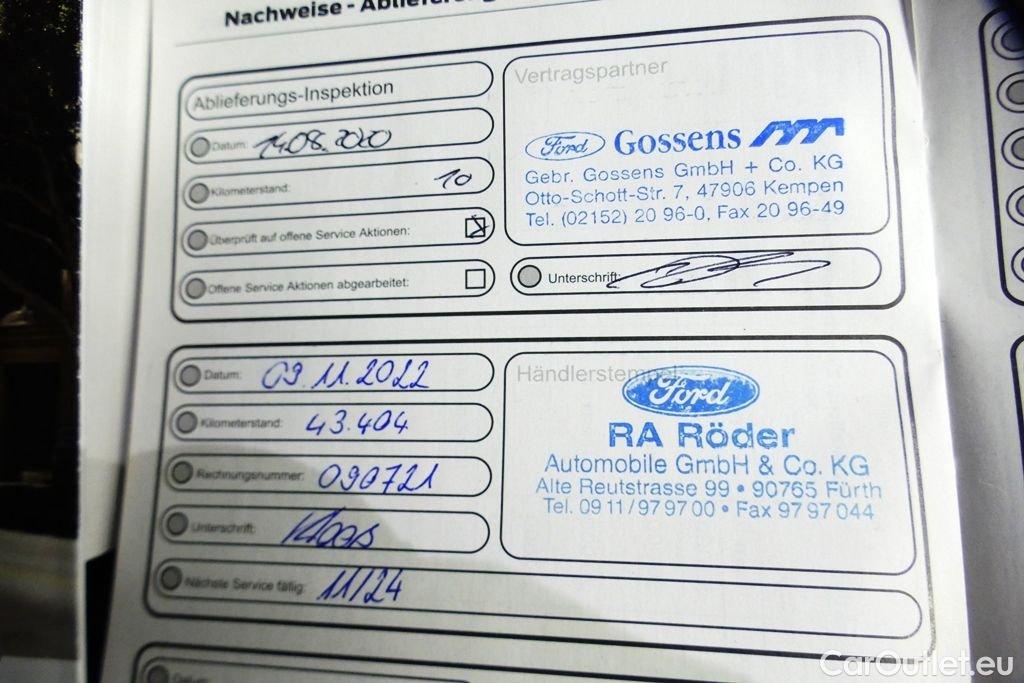 Nachweise - Ablieferung
Ablieferungs-Inspektion
Datum: 14.08.2020
Kilometerstand: 10
Überprüft auf offene Service Aktionen:
Offene Service Aktionen abgearbeitet:
Vertragspartner
Ford Gossens
Gebr. Gossens GmbH + Co. KG
Otto-Schott-Str. 7, 47906 Kempen
Tel. (02152) 20 96-0, Fax 20 96-49
Unterschrift:
Datum: 09.11.2022
Kilometerstand: 43.404
Rechnungsnummer: 090721
Unterschrift:
Nächste Service fällig: 11/24
Händlerstempel
Ford
RA Röder
Automobile GmbH & Co. KG
Alte Reutstrasse 99 • 90765 Fürth
Tel. 09 11/97 97 00 • Fax 97 97 044
Datum:
CarOutlet.eu